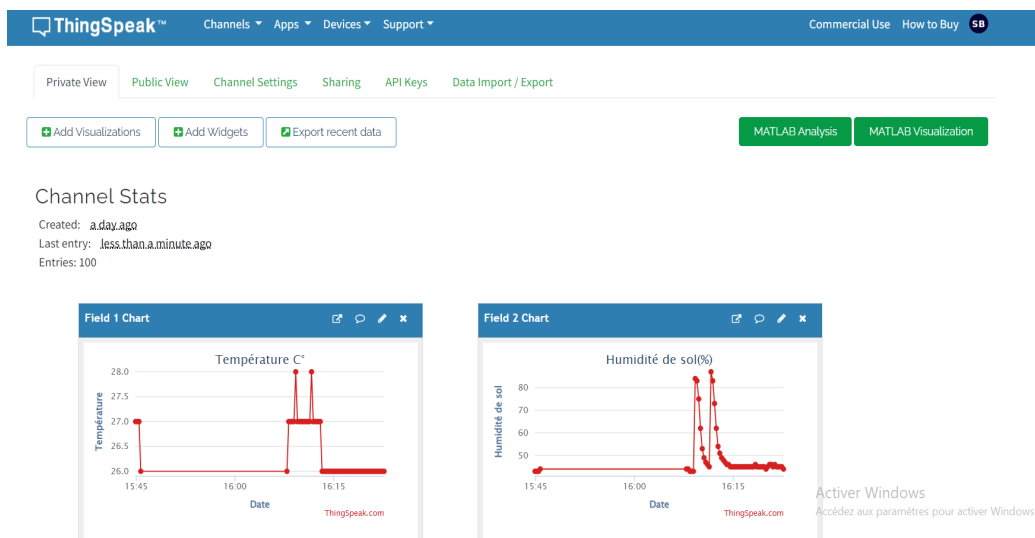 ThingSpeak™ Channels Apps Devices Support Commercial Use How to Buy SB
Private View Public View Channel Settings Sharing API Keys Data Import / Export
Add Visualizations Add Widgets Export recent data MATLAB Analysis MATLAB Visualization
Channel Stats
Created: a day ago
Last entry: less than a minute ago
Entries: 100
Field 1 Chart
Température C°
Température
28.0
27.5
27.0
26.5
26.0
15:45 16:00 16:15
Date
ThingSpeak.com
Field 2 Chart
Humidité de sol(%)
Humidité de sol
80
70
60
50
15:45 16:00 16:15
Date
ThingSpeak.com
Activer Windows
Accédez aux paramètres pour activer Windows